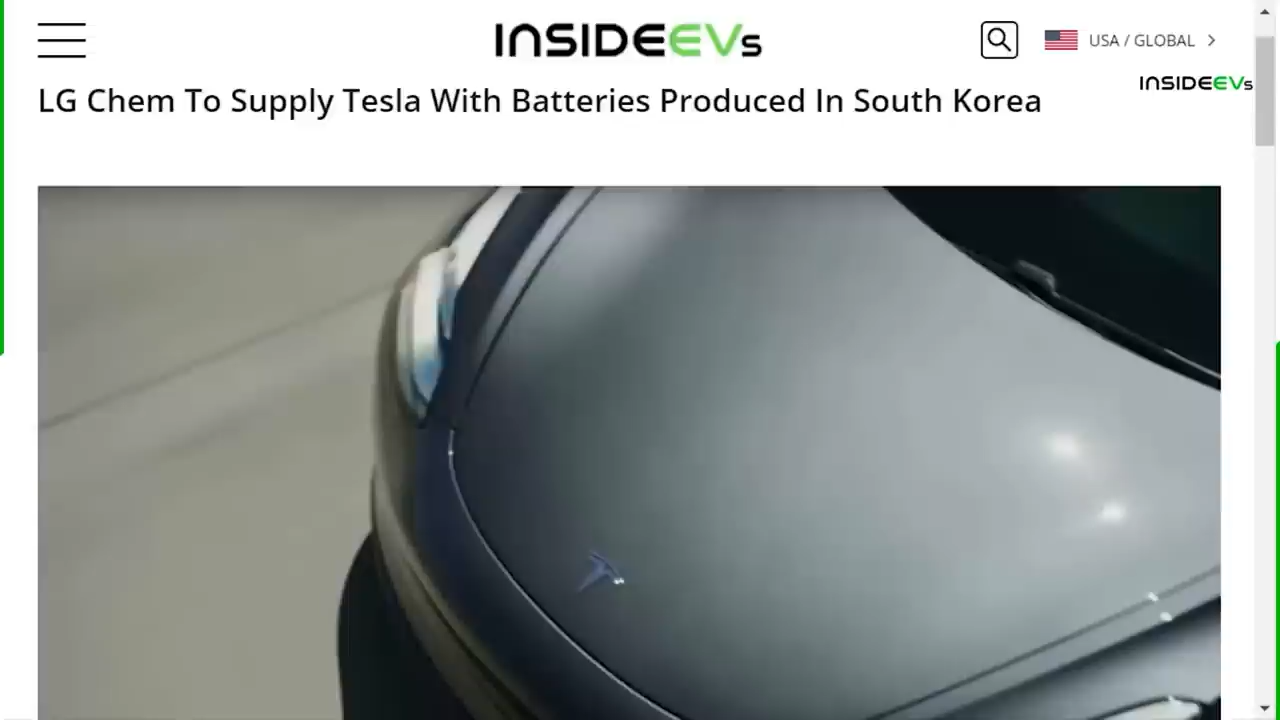 INSIDEEVs
USA / GLOBAL
INSIDEEVs
LG Chem To Supply Tesla With Batteries Produced In South Korea